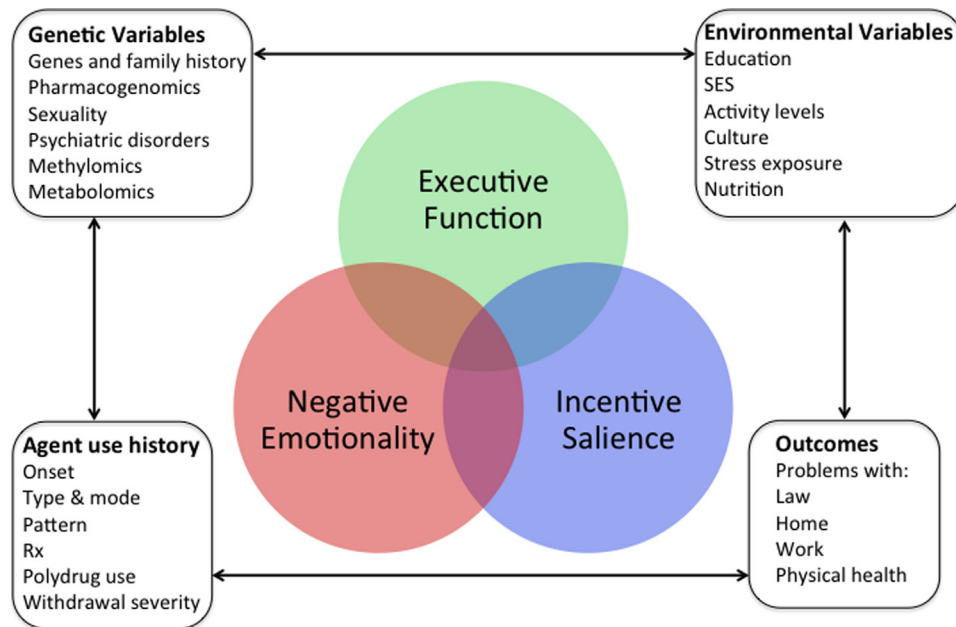 Genetic Variables
Genes and family history
Pharmacogenomics
Sexuality
Psychiatric disorders
Methylomics
Metabolomics
Environmental Variables
Education
SES
Activity levels
Culture
Stress exposure
Nutrition
Executive
Function
Negative
Emotionality
Incentive
Salience
Agent use history
Onset
Type & mode
Pattern
Rx
Polydrug use
Withdrawal severity
Outcomes
Problems with:
Law
Home
Work
Physical health